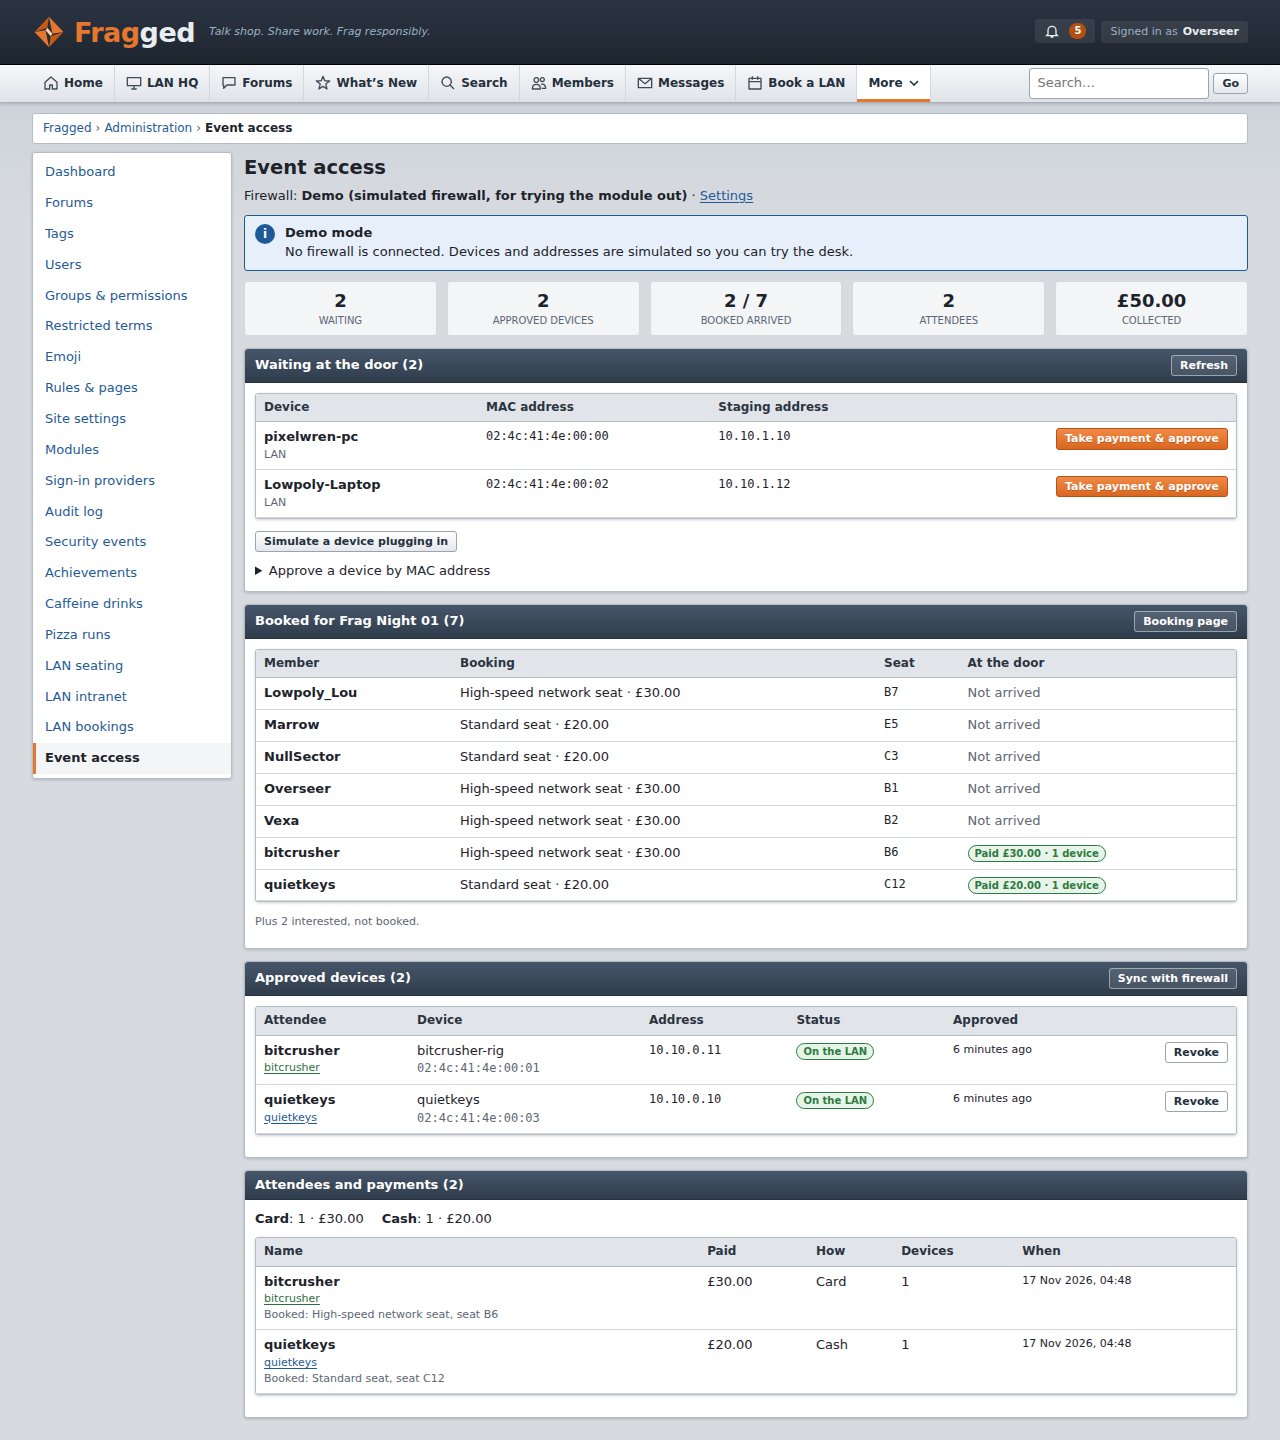 Fragged Talk shop. Share work. Frag responsibly. 5 Signed in as Overseer
Home LAN HQ Forums What's New Search Members Messages Book a LAN More Search... Go
Fragged › Administration › Event access
Dashboard
Forums
Tags
Users
Groups & permissions
Restricted terms
Emoji
Rules & pages
Site settings
Modules
Sign-in providers
Audit log
Security events
Achievements
Caffeine drinks
Pizza runs
LAN seating
LAN intranet
LAN bookings
Event access
Event access
Firewall: Demo (simulated firewall, for trying the module out) · Settings
i Demo mode
No firewall is connected. Devices and addresses are simulated so you can try the desk.
2 2 2 / 7 2 £50.00
WAITING APPROVED DEVICES BOOKED ARRIVED ATTENDEES COLLECTED
Waiting at the door (2) Refresh
Device MAC address Staging address
pixelwren-pc 02:4c:41:4e:00:00 10.10.1.10 Take payment & approve
LAN
Lowpoly-Laptop 02:4c:41:4e:00:02 10.10.1.12 Take payment & approve
LAN
Simulate a device plugging in
▶ Approve a device by MAC address
Booked for Frag Night 01 (7) Booking page
Member Booking Seat At the door
Lowpoly_Lou High-speed network seat · £30.00 B7 Not arrived
Marrow Standard seat · £20.00 E5 Not arrived
NullSector Standard seat · £20.00 C3 Not arrived
Overseer High-speed network seat · £30.00 B1 Not arrived
Vexa High-speed network seat · £30.00 B2 Not arrived
bitcrusher High-speed network seat · £30.00 B6 Paid £30.00 · 1 device
quietkeys Standard seat · £20.00 C12 Paid £20.00 · 1 device
Plus 2 interested, not booked.
Approved devices (2) Sync with firewall
Attendee Device Address Status Approved
bitcrusher bitcrusher-rig 10.10.0.11 On the LAN 6 minutes ago Revoke
bitcrusher 02:4c:41:4e:00:01
quietkeys quietkeys 10.10.0.10 On the LAN 6 minutes ago Revoke
quietkeys 02:4c:41:4e:00:03
Attendees and payments (2)
Card: 1 · £30.00 Cash: 1 · £20.00
Name Paid How Devices When
bitcrusher £30.00 Card 1 17 Nov 2026, 04:48
bitcrusher
Booked: High-speed network seat, seat B6
quietkeys £20.00 Cash 1 17 Nov 2026, 04:48
quietkeys
Booked: Standard seat, seat C12